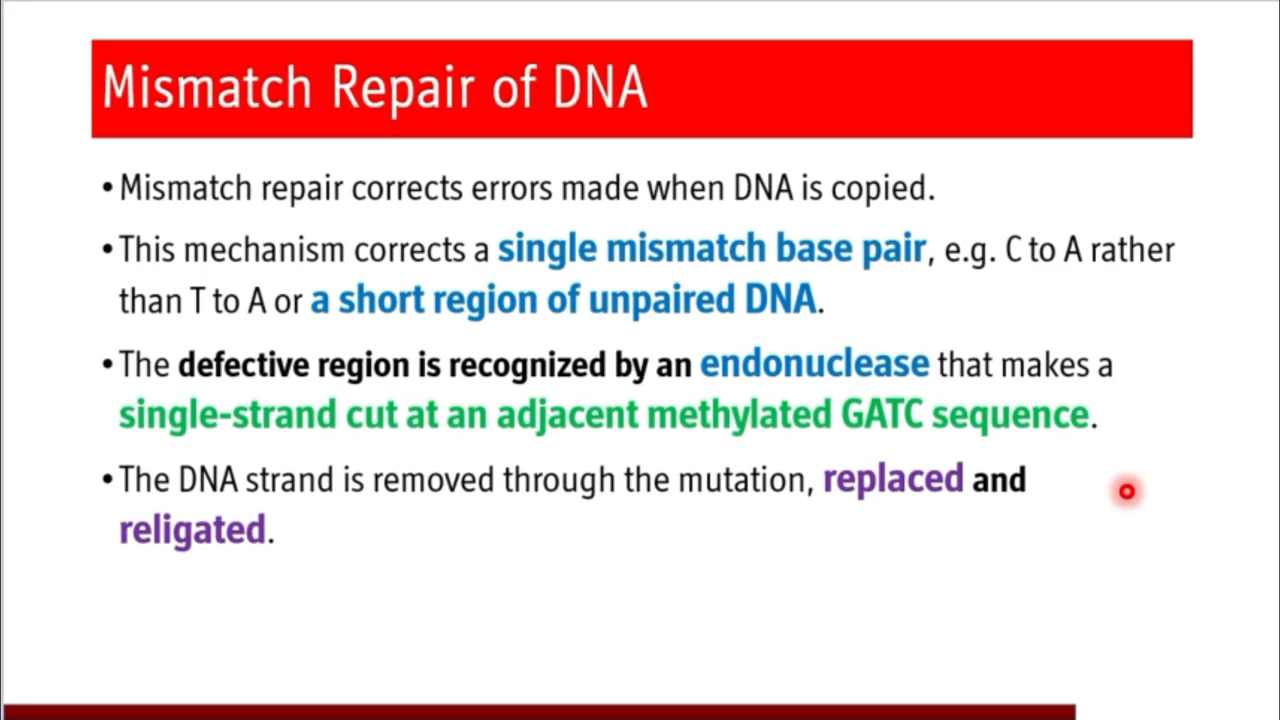 Mismatch Repair of DNA
• Mismatch repair corrects errors made when DNA is copied.
• This mechanism corrects a single mismatch base pair, e.g. C to A rather
than T to A or a short region of unpaired DNA.
• The defective region is recognized by an endonuclease that makes a
single-strand cut at an adjacent methylated GATC sequence.
• The DNA strand is removed through the mutation, replaced and
religated.